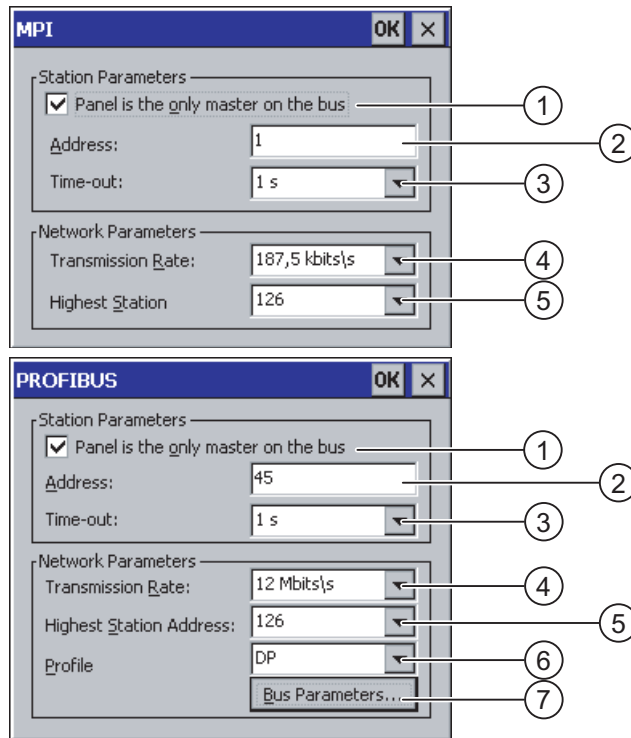 MPI OK ×
Station Parameters
Panel is the only master on the bus 1
Address: 1 2
Time-out: 1 s 3
Network Parameters
Transmission Rate: 187,5 kbits\s 4
Highest Station 126 5
PROFIBUS OK ×
Station Parameters
Panel is the only master on the bus 1
Address: 45 2
Time-out: 1 s 3
Network Parameters
Transmission Rate: 12 Mbits\s 4
Highest Station Address: 126 5
Profile DP 6
Bus Parameters... 7